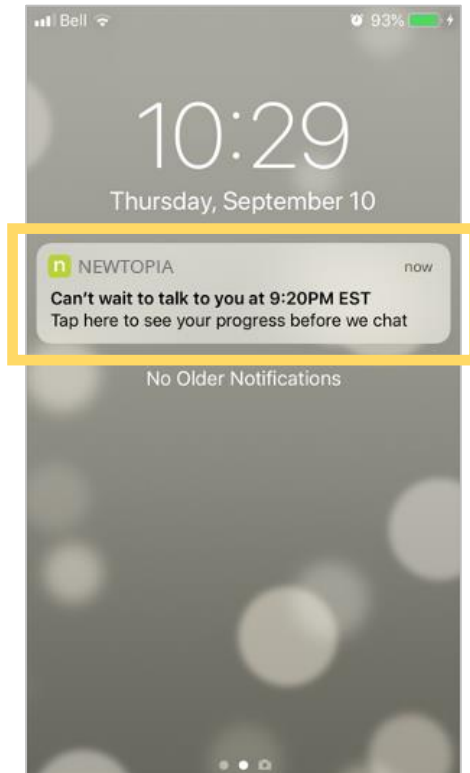 Bell 93%
10:29
Thursday, September 10
n NEWTOPIA now
Can't wait to talk to you at 9:20PM EST
Tap here to see your progress before we chat
No Older Notifications